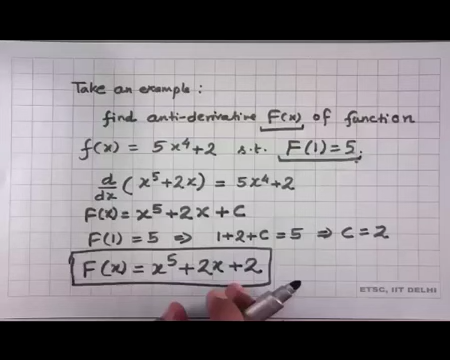 Take an example :
find anti-derivative F(x) of function
f(x) = 5x⁴+2 s.t. F(1)=5.
d/dx (x⁵+2x) = 5x⁴+2
F(x) = x⁵+2x+C
F(1) = 5 ⇒ 1+2+C = 5 ⇒ C = 2
F(x) = x⁵+2x+2
ETSC, IIT DELHI